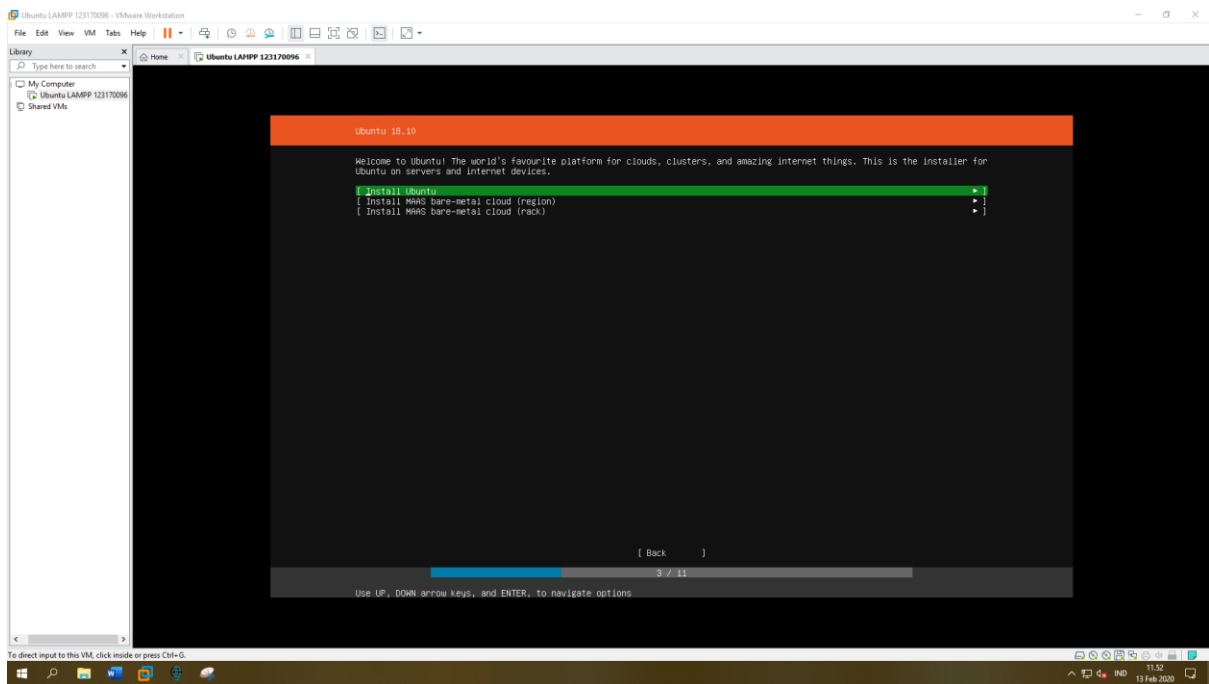 Ubuntu LAMPP 123170096 - VMware Workstation
File Edit View VM Tabs Help
Library
Home
Ubuntu LAMPP 123170096
Type here to search
My Computer
Ubuntu LAMPP 123170096
Shared VMs
Ubuntu 18.10
Welcome to Ubuntu! The world's favourite platform for clouds, clusters, and amazing internet things. This is the installer for
Ubuntu on servers and internet devices.
[ Install Ubuntu ► ]
[ Install MAAS bare-metal cloud (region) ► ]
[ Install MAAS bare-metal cloud (rack) ► ]
[ Back ]
3 / 11
Use UP, DOWN arrow keys, and ENTER, to navigate options
To direct input to this VM, click inside or press Ctrl+G.
IND
11.52
13 Feb 2020